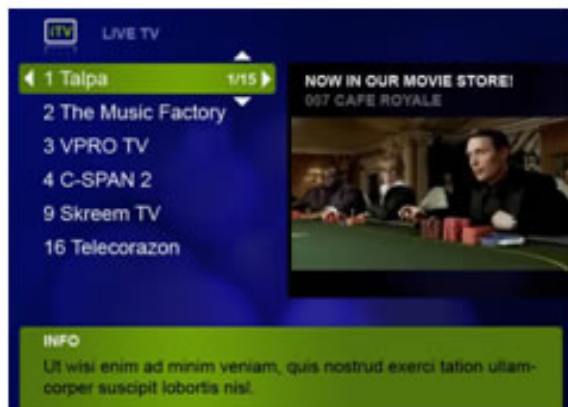 iTV LIVE TV
1 Talpa 1/15
2 The Music Factory
3 VPRO TV
4 C-SPAN 2
9 Skreem TV
16 Telecorazon
NOW IN OUR MOVIE STORE!
007 CAFE ROYALE
INFO
Ut wisi enim ad minim veniam, quis nostrud exerci tation ullam-
corper suscipit lobortis nisl.